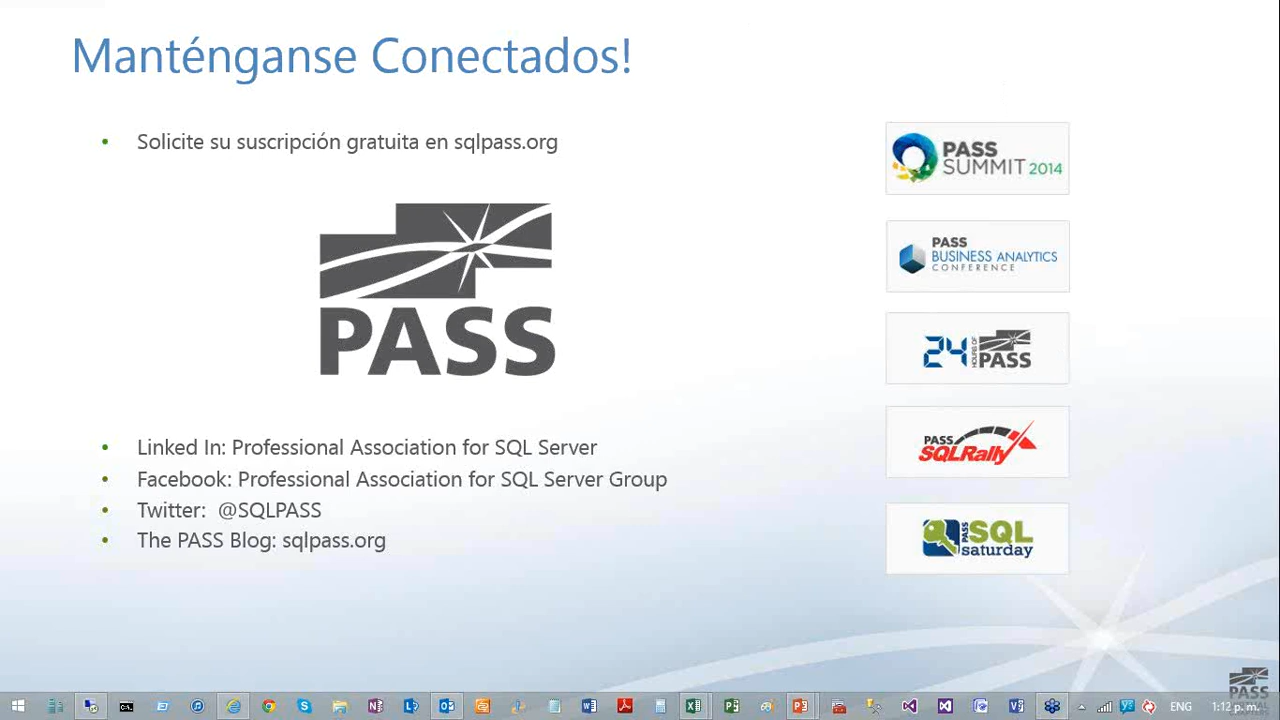 Manténganse Conectados!
• Solicite su suscripción gratuita en sqlpass.org
PASS
• Linked In: Professional Association for SQL Server
• Facebook: Professional Association for SQL Server Group
• Twitter: @SQLPASS
• The PASS Blog: sqlpass.org
PASS
SUMMIT 2014
PASS
BUSINESS ANALYTICS
CONFERENCE
24 HOURS OF PASS
PASS
SQLRally
PASS SQL
saturday
PASS
ENG
1:12 p. m.